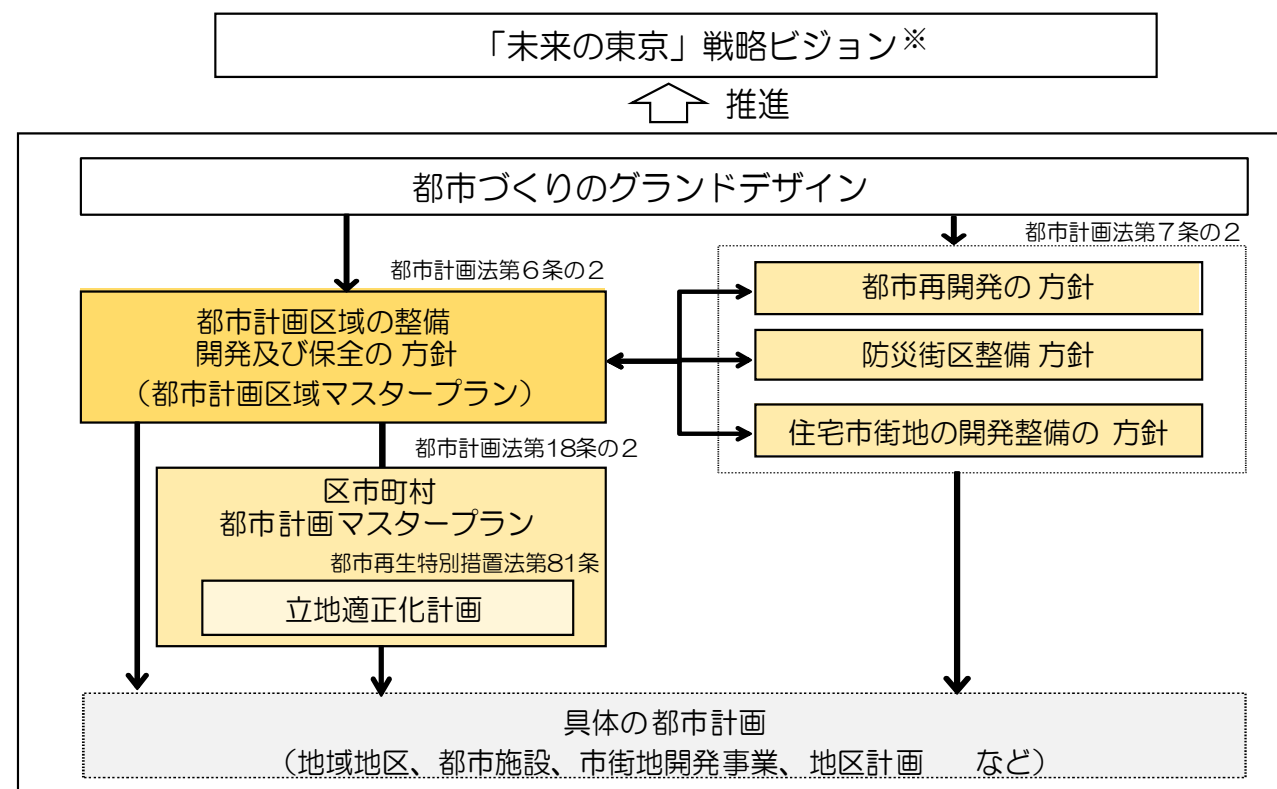 「未来の東京」戦略ビジョン※
推進
都市づくりのグランドデザイン
都市計画法第7条の2
都市計画法第6条の2
都市計画区域の整備
開発及び保全の方針
（都市計画区域マスタープラン）
都市再開発の方針
防災街区整備方針
住宅市街地の開発整備の方針
都市計画法第18条の2
区市町村
都市計画マスタープラン
都市再生特別措置法第81条
立地適正化計画
具体の都市計画
（地域地区、都市施設、市街地開発事業、地区計画　など）